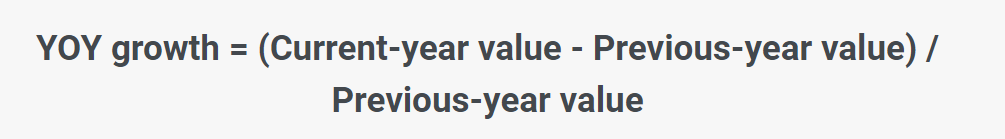 YOY growth = (Current-year value - Previous-year value) /
Previous-year value